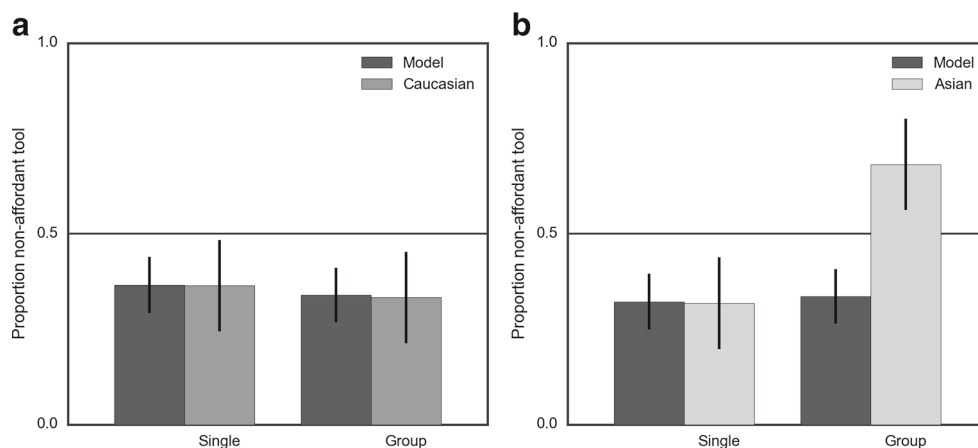 a
1.0
0.5
0.0
Proportion non-affordant tool
Model
Caucasian
Single
Group
b
1.0
0.5
0.0
Proportion non-affordant tool
Model
Asian
Single
Group